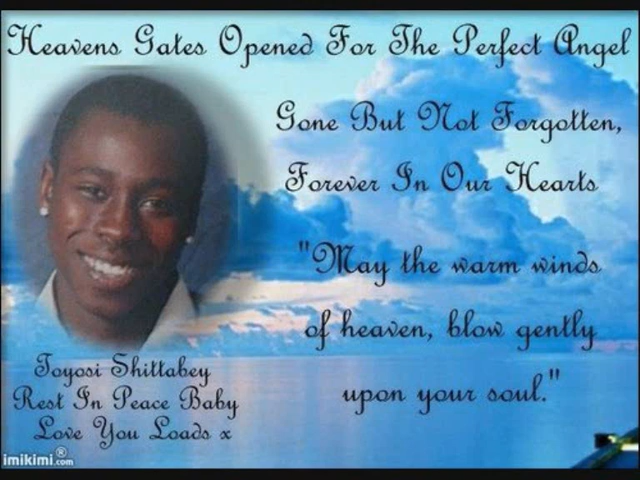 Heavens Gates Opened For The Perfect Angel
Gone But Not Forgotten,
Forever In Our Hearts
"May the warm winds
of heaven, blow gently
upon your soul."
Toyosi Shittabey
Rest In Peace Baby
Love You Loads x
imikimi®.com